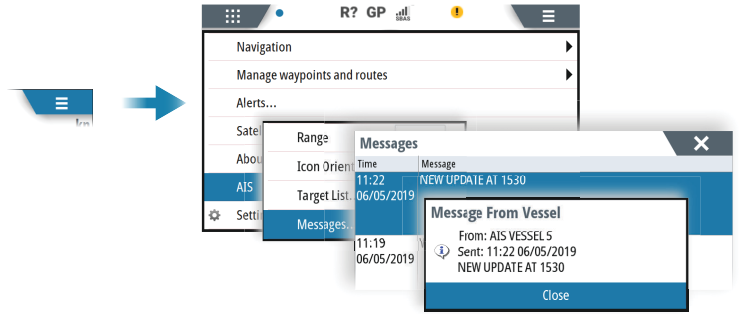 R? GP SBAS !
Navigation
Manage waypoints and routes
Alerts...
AIS
Range
Target List.
Messages..
Messages
Time Message
11:22 NEW UPDATE AT 1530
06/05/2019
Message From Vessel
From: AIS VESSEL 5
Sent: 11:22 06/05/2019
NEW UPDATE AT 1530
Close
11:19
06/05/2019